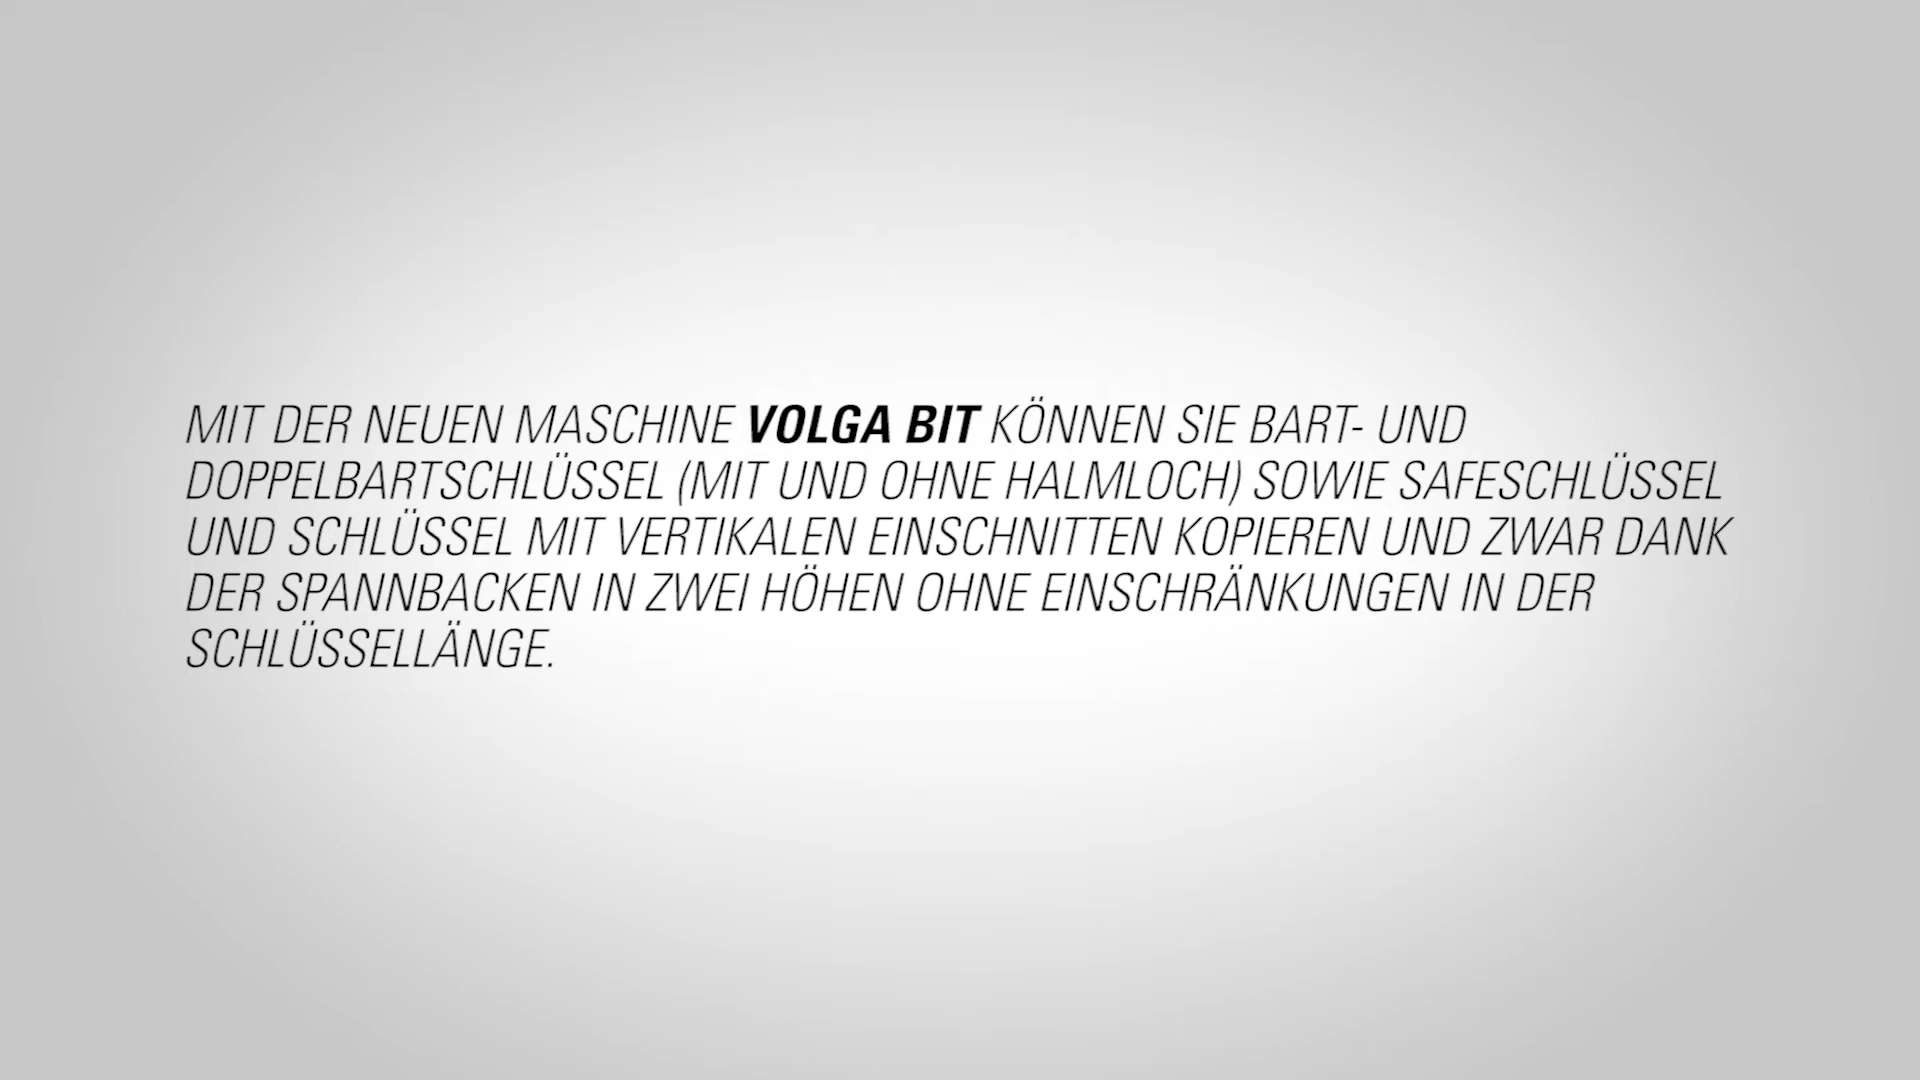 MIT DER NEUEN MASCHINE VOLGA BIT KÖNNEN SIE BART- UND
DOPPELBARTSCHLÜSSEL (MIT UND OHNE HALMLOCH) SOWIE SAFESCHLÜSSEL
UND SCHLÜSSEL MIT VERTIKALEN EINSCHNITTEN KOPIEREN UND ZWAR DANK
DER SPANNBACKEN IN ZWEI HÖHEN OHNE EINSCHRÄNKUNGEN IN DER
SCHLÜSSELLÄNGE.